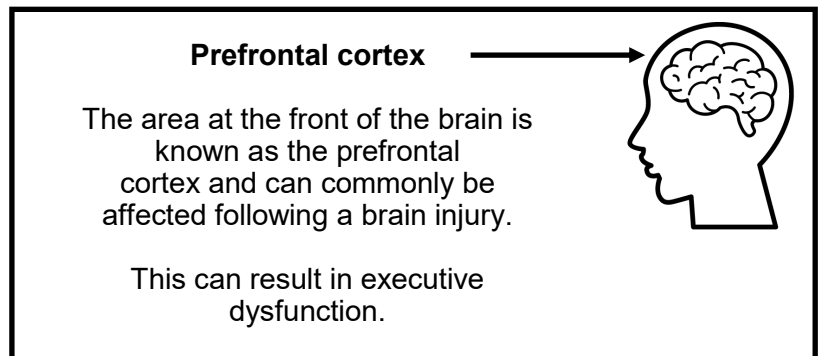 Prefrontal cortex
The area at the front of the brain is
known as the prefrontal
cortex and can commonly be
affected following a brain injury.
This can result in executive
dysfunction.